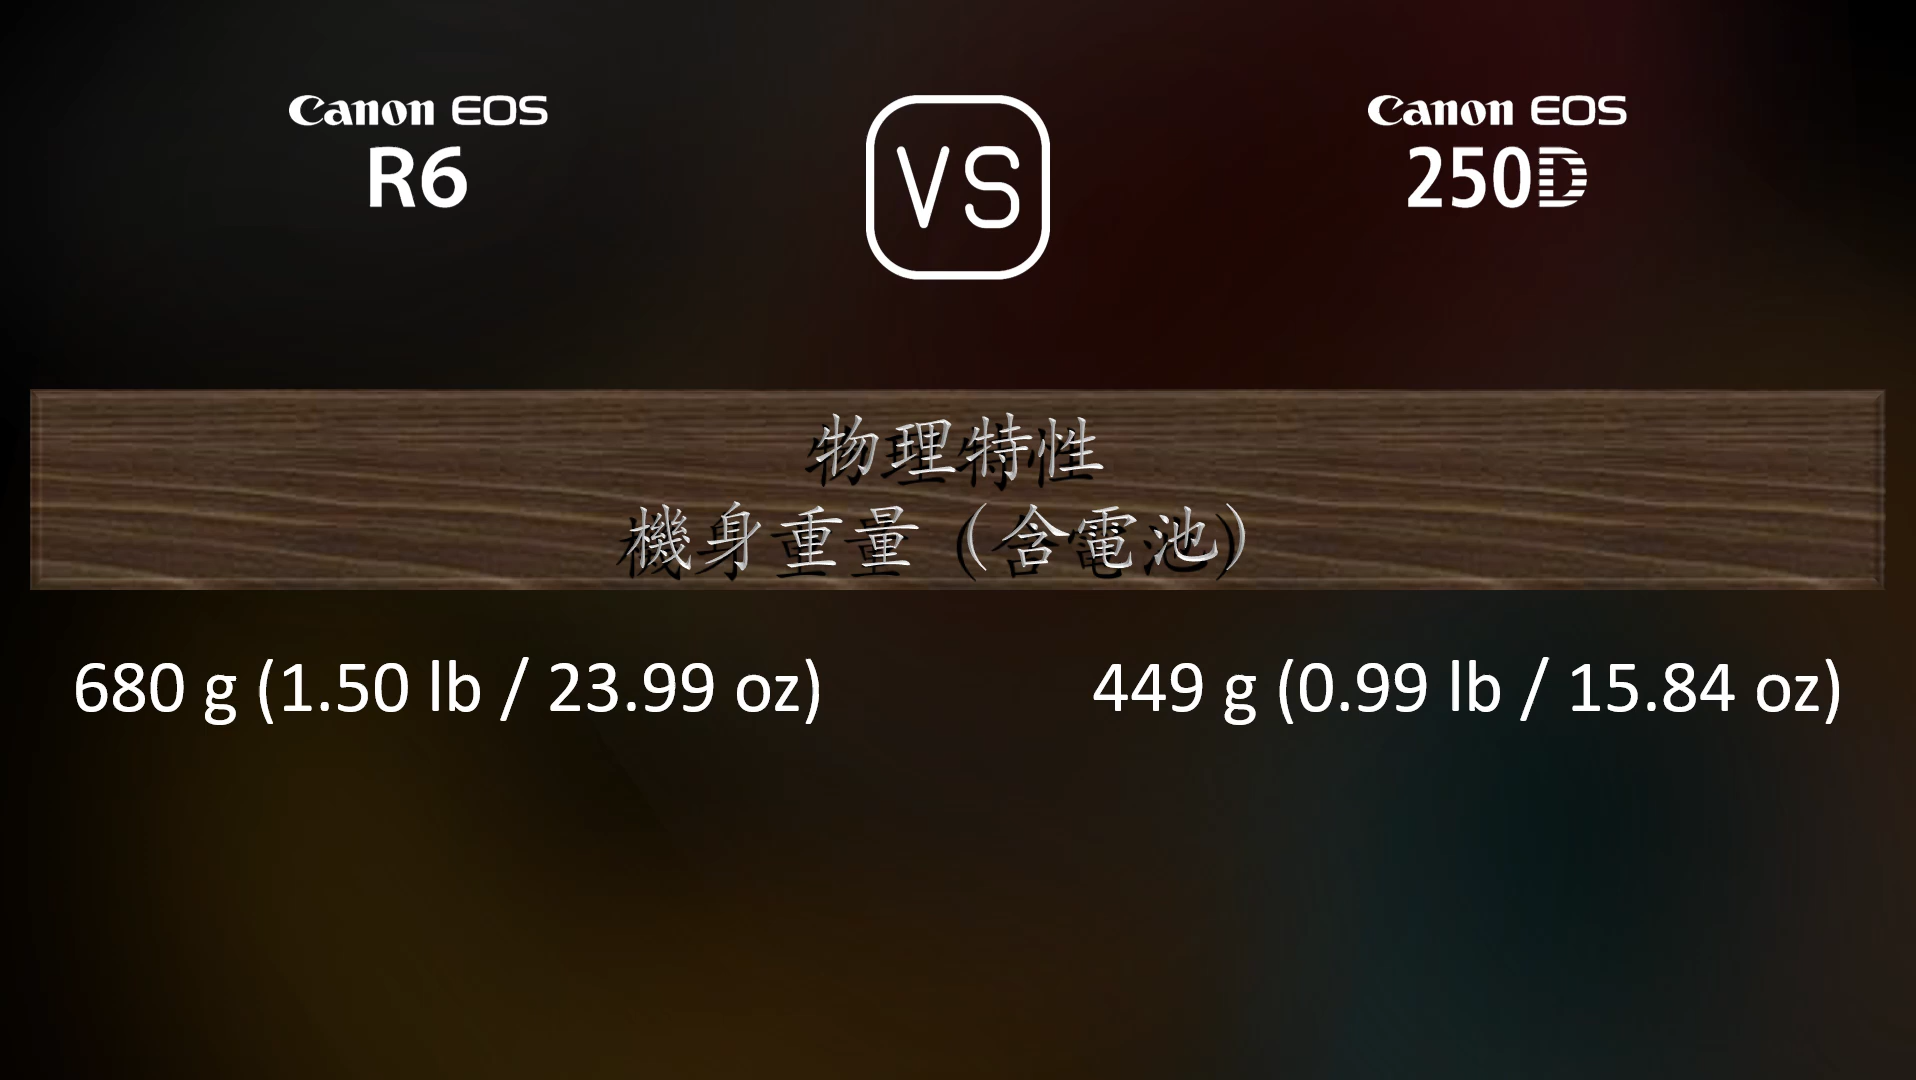 Canon EOS
R6
VS
Canon EOS
250D
物理特性
機身重量（含電池）
680 g (1.50 lb / 23.99 oz)
449 g (0.99 lb / 15.84 oz)